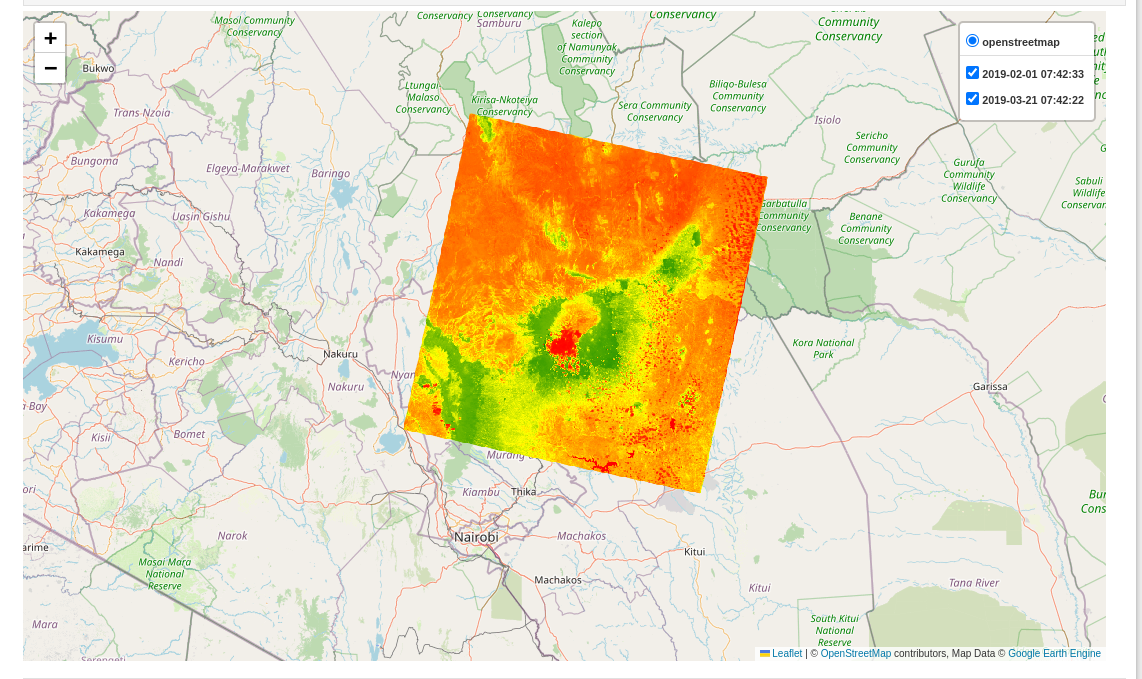 +
−
openstreetmap
2019-02-01 07:42:33
2019-03-21 07:42:22
Masol Community
Conservancy
Conservancy
Conservancy
Samburu
Kalepo
section
of Namunyak
Community
Conservancy
Conservancy
Community
Conservancy
Bukwo
Ltungai
Malaso
Conservancy
Kirisa-Nkoteiya
Conservancy
Sera Community
Conservancy
Biliqo-Bulesa
Community
Conservancy
Trans Nzoia
Isiolo
Sericho
Community
Conservancy
Bungoma
Elgeyo-Marakwet
Baringo
Gurufa
Community
Wildlife
Conservancy
Sabuli
Wildlife
Conservan
Kakamega
Uasin Gishu
Garbatulla
Community
Conservancy
Benane
Community
Conservancy
Kakamega
Nandi
Kisumu
Kericho
Nakuru
Nakuru
Nyan
Kora National
Park
Garissa
a Bay
Kisii
Bomet
Murang
ori
Kiambu
Thika
Nairobi
Machakos
Kitui
Narok
arime
Masai Mara
National
Reserve
Machakos
Kitui
Tana River
Mara
Serengeti
South Kitui
National
Reserve
Bur
Cons
Leaflet | © OpenStreetMap contributors, Map Data © Google Earth Engine